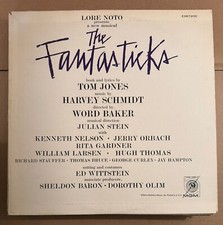 LORE NOTO
presents
a new musical
The
Fantasticks
book and lyrics by
TOM JONES
music by
HARVEY SCHMIDT
directed by
WORD BAKER
musical direction
JULIAN STEIN
with
KENNETH NELSON · JERRY ORBACH
RITA GARDNER
WILLIAM LARSEN · HUGH THOMAS
RICHARD STAUFFER · THOMAS BRUCE · GEORGE CURLEY · JAY HAMPTON
setting and costumes
ED WITTSTEIN
associate producers
SHELDON BARON · DOROTHY OLIM
MGM